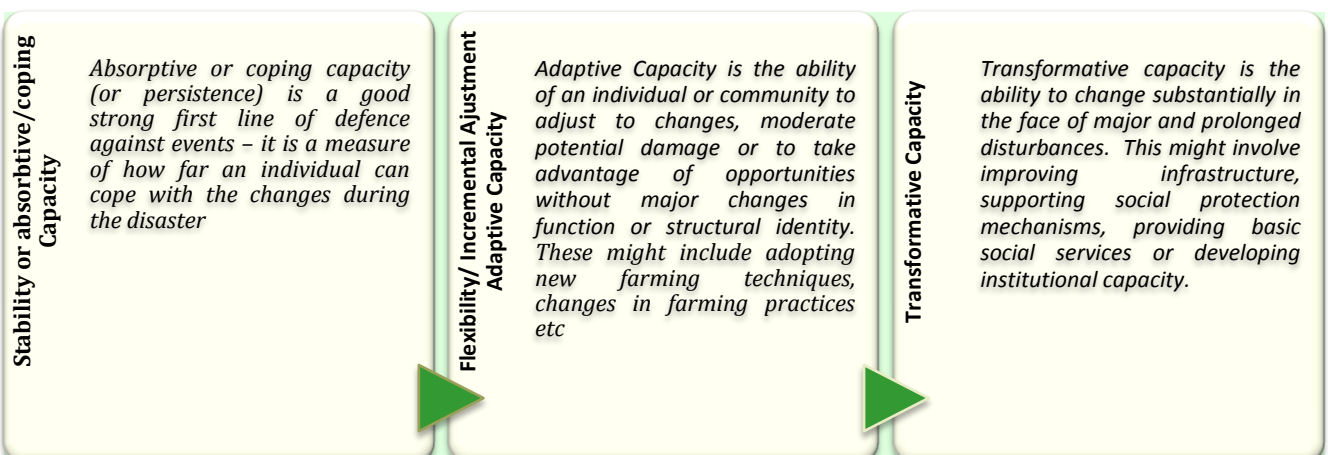 Stability or absorbtive/coping
Capacity
Absorptive or coping capacity
(or persistence) is a good
strong first line of defence
against events – it is a measure
of how far an individual can
cope with the changes during
the disaster
Flexibility/ Incremental Ajustment
Adaptive Capacity
Adaptive Capacity is the ability
of an individual or community to
adjust to changes, moderate
potential damage or to take
advantage of opportunities
without major changes in
function or structural identity.
These might include adopting
new farming techniques,
changes in farming practices
etc
Transformative Capacity
Transformative capacity is the
ability to change substantially in
the face of major and prolonged
disturbances. This might involve
improving infrastructure,
supporting social protection
mechanisms, providing basic
social services or developing
institutional capacity.